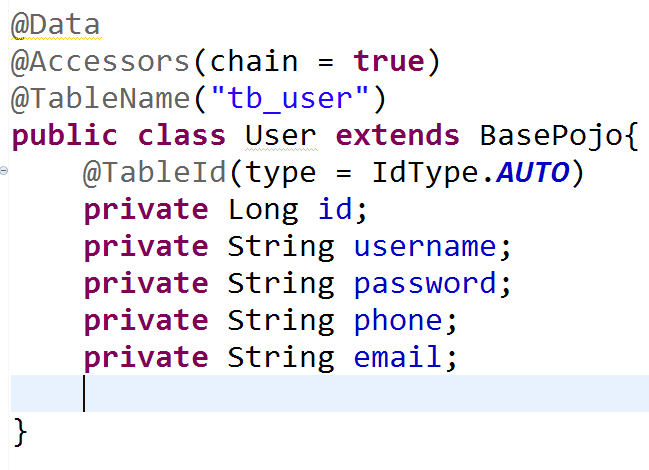 @Data
@Accessors(chain = true)
@TableName("tb_user")
public class User extends BasePojo{
    @TableId(type = IdType.AUTO)
    private Long id;
    private String username;
    private String password;
    private String phone;
    private String email;
}